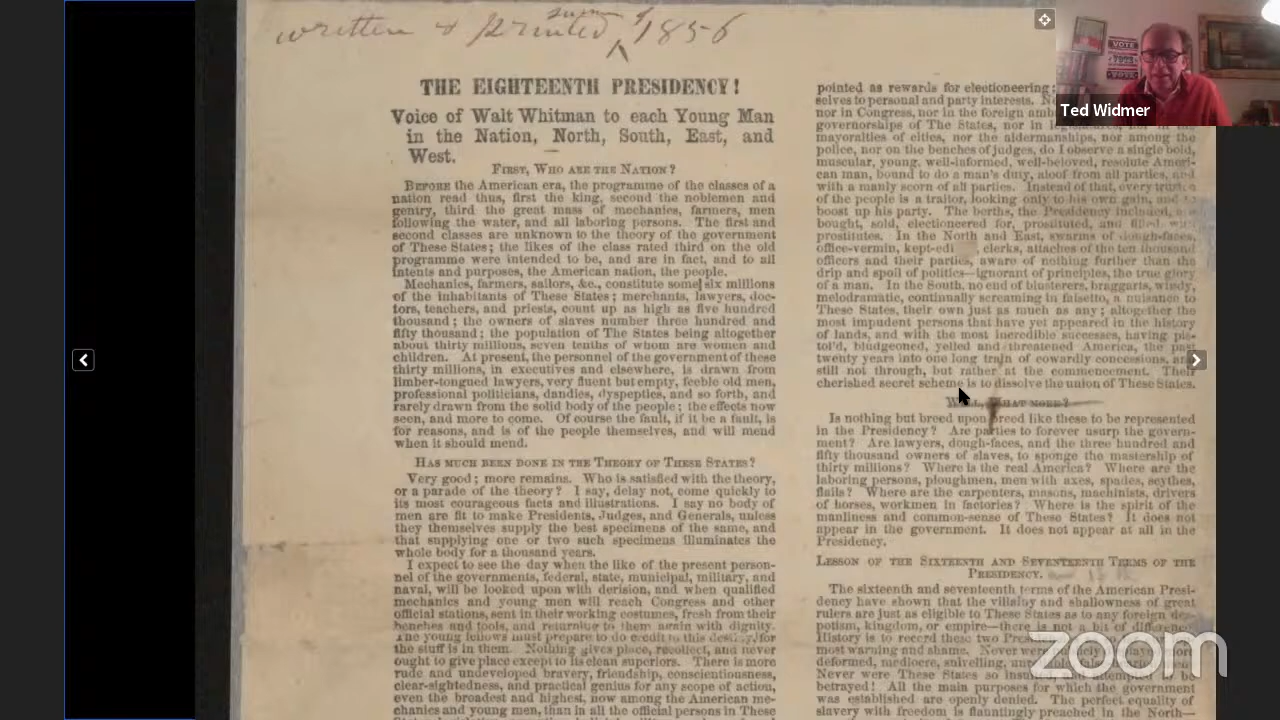 written & printed, summer of 1856
THE EIGHTEENTH PRESIDENCY!
Voice of Walt Whitman to each Young Man
in the Nation, North, South, East, and
West.
FIRST, WHO ARE THE NATION?
BEFORE the American era, the programme of the classes of a
nation read thus, first the king, second the noblemen and
gentry, third the great mass of mechanics, farmers, men
following the water, and all laboring persons. The first and
second classes are unknown to the theory of the government
of These States; the likes of the class rated third on the old
programme were intended to be, and are in fact, and to all
intents and purposes, the American nation, the people.
Mechanics, farmers, sailors, &c., constitute some six millions
of the inhabitants of These States; merchants, lawyers, doc-
tors, teachers, and priests, count up as high as five hundred
thousand; the owners of slaves number three hundred and
fifty thousand; the population of The States being altogether
about thirty millions, seven tenths of whom are women and
children. At present, the personnel of the government of these
thirty millions, in executives and elsewhere, is drawn from
limber-tongued lawyers, very fluent but empty, feeble old men,
professional politicians, dandies, dyspeptics, and so forth, and
rarely drawn from the solid body of the people; the effects now
seen, and more to come. Of course the fault, if it be a fault, is
for reasons, and is of the people themselves, and will mend
when it should mend.
HAS MUCH BEEN DONE IN THE THEORY OF THESE STATES?
Very good; more remains. Who is satisfied with the theory,
or a parade of the theory? I say, delay not, come quickly to
its most courageous facts and illustrations. I say no body of
men are fit to make Presidents, Judges, and Generals, unless
they themselves supply the best specimens of the same, and
that supplying one or two such specimens illuminates the
whole body for a thousand years.
I expect to see the day when the like of the present person-
nel of the governments, federal, state, municipal, military, and
naval, will be looked upon with derision, and when qualified
mechanics and young men will reach Congress and other
official stations, sent in their working costumes, fresh from their
benches and tools, and returning to them again with dignity.
The young fellows must prepare to do credit to this destiny, for
the stuff is in them. Nothing gives place, recollect, and never
ought to give place except to its clean superiors. There is more
rude and undeveloped bravery, friendship, conscientiousness,
clear-sightedness, and practical genius for any scope of action,
even the broadest and highest, now among the American me-
chanics and young men, than in all the official persons in These
pointed as rewards for electioneering;
selves to personal and party interests.
nor in Congress, nor in the foreign
governorships of The States, nor in
mayoralties of cities, nor the aldermanships, nor among the
police, nor on the benches of judges, do I observe a single bold,
muscular, young, well-informed, well-beloved, resolute Ameri-
can man, bound to do a man's duty, aloof from all parties, and
with a manly scorn of all parties. Instead of that, every
of the people is a traitor, looking only to his own gain, and to
boost up his party. The berths, the Presidency included,
bought, sold, electioneered for, prostituted, and filled with
prostitutes. In the North and East, swarms of dough-faces,
office-vermin, kept- clerks, attaches of the ten thousand
officers and their parties, aware of nothing further than the
drip and spoil of politics—ignorant of principles, the true glory
of a man. In the South, no end of blusterers, braggarts, windy,
melodramatic, continually screaming in falsetto, a nuisance to
These States, their own just as much as any; altogether the
most impudent persons that have yet appeared in the history
of lands, and with the most incredible successes, having pis-
tol'd, bludgeoned, yelled and threatened America, the past
twenty years into one long train of cowardly concessions, and
still not through, but rather at the commencement. Their
cherished secret scheme is to dissolve the union of These States.
WELL, WHAT MORE?
Is nothing but breed upon breed like these to be represented
in the Presidency? Are parties to forever usurp the govern-
ment? Are lawyers, dough-faces, and the three hundred and
fifty thousand owners of slaves, to sponge the mastership of
thirty millions? Where is the real America? Where are the
laboring persons, ploughmen, men with axes, spades, scythes,
flails? Where are the carpenters, masons, machinists, drivers
of horses, workmen in factories? Where is the spirit of the
manliness and common-sense of These States? It does not
appear in the government. It does not appear at all in the
Presidency.
LESSON OF THE SIXTEENTH AND SEVENTEENTH TERMS OF THE
PRESIDENCY.
The sixteenth and seventeenth terms of the American Presi-
dency have shown that the villainy and shallowness of great
rulers are just as eligible to These States as to any foreign des-
potism, kingdom, or empire—there is not a bit of difference.
History is to record these two
most warning and shame. Never
deformed, mediocre, snivelling,
Never were These States so
betrayed! All the main purposes for which the government
was established are openly denied. The perfect equality of
slavery with freedom is flauntingly preached in the North—
Ted Widmer
VOTE
VOTE
zoom